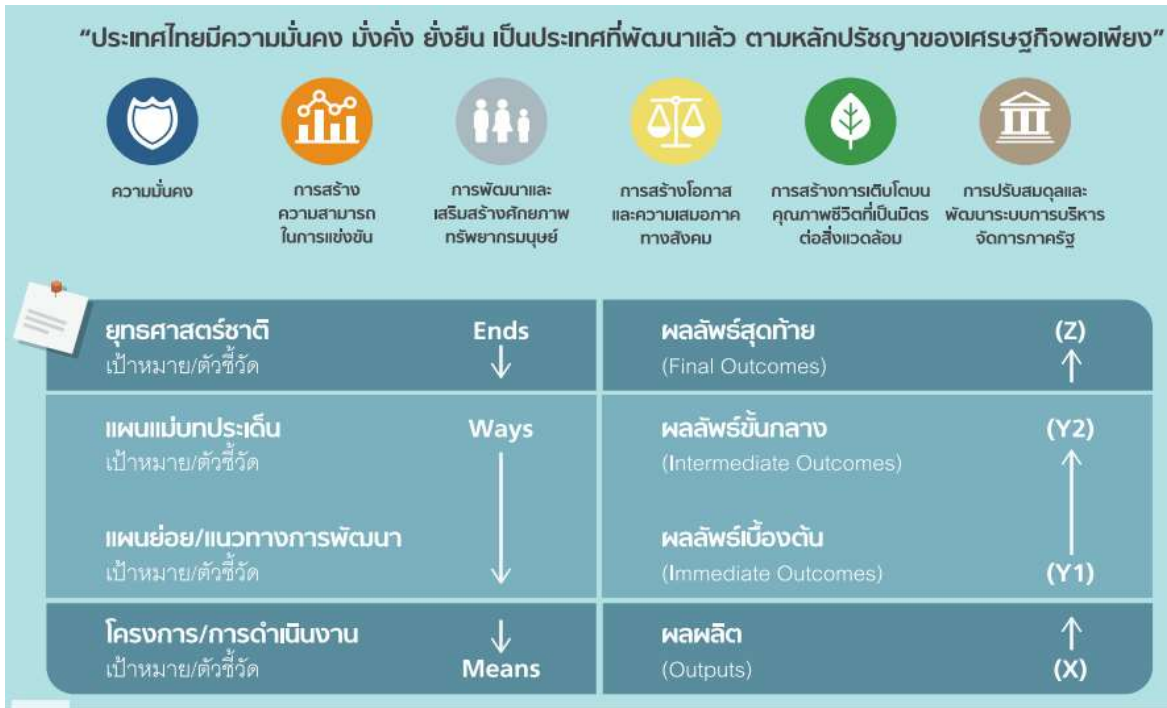 “ประเทศไทยมีความมั่นคง มั่งคั่ง ยั่งยืน เป็นประเทศที่พัฒนาแล้ว ตามหลักปรัชญาของเศรษฐกิจพอเพียง”
ความมั่นคง
การสร้าง
ความสามารถ
ในการแข่งขัน
การพัฒนาและ
เสริมสร้างศักยภาพ
ทรัพยากรมนุษย์
การสร้างโอกาส
และความเสมอภาค
ทางสังคม
การสร้างการเติบโตบน
คุณภาพชีวิตที่เป็นมิตร
ต่อสิ่งแวดล้อม
การปรับสมดุลและ
พัฒนาระบบการบริหาร
จัดการภาครัฐ
ยุทธศาสตร์ชาติ Ends
เป้าหมาย/ตัวชี้วัด
ผลลัพธ์สุดท้าย (Z)
(Final Outcomes)
แผนแม่บทประเด็น Ways
เป้าหมาย/ตัวชี้วัด
ผลลัพธ์ขั้นกลาง (Y2)
(Intermediate Outcomes)
แผนย่อย/แนวทางการพัฒนา
เป้าหมาย/ตัวชี้วัด
ผลลัพธ์เบื้องต้น
(Immediate Outcomes) (Y1)
โครงการ/การดำเนินงาน
เป้าหมาย/ตัวชี้วัด Means
ผลผลิต
(Outputs) (X)